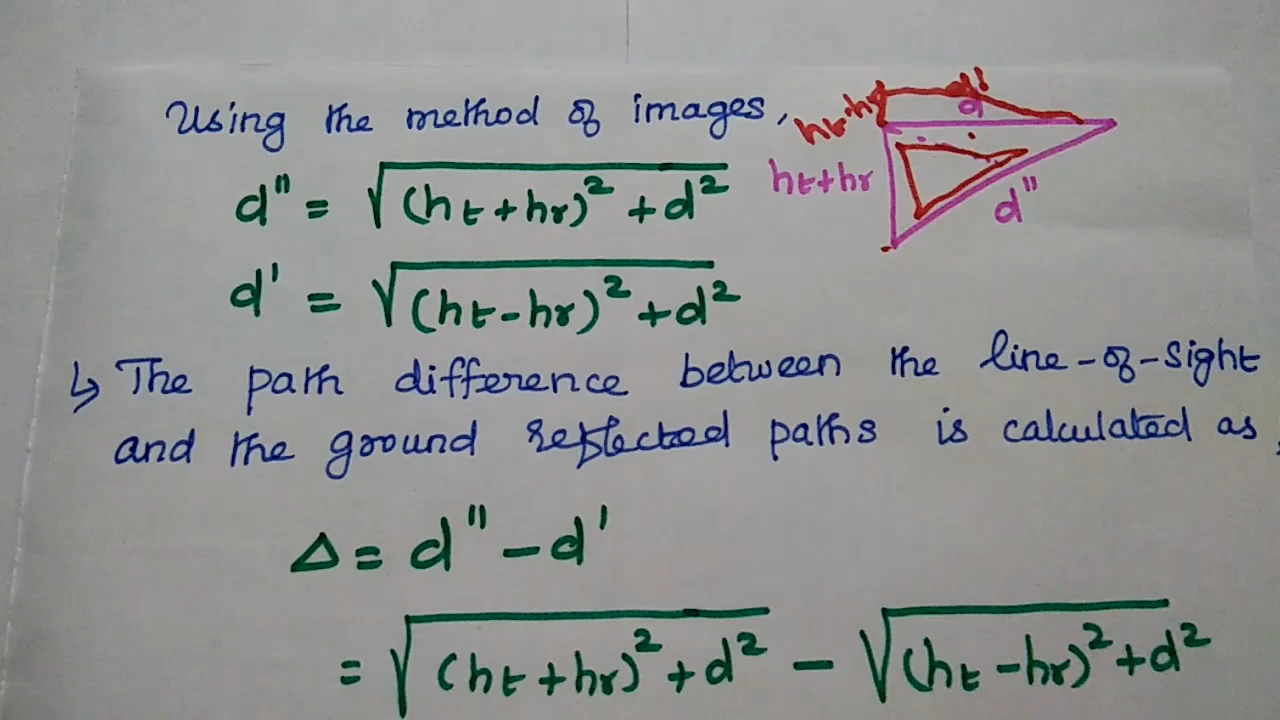 Using the method of images,
d'' = √(ht+hr)² + d²
d' = √(ht-hr)² + d²
ht-hr
d'
d
ht+hr
d''
↳ The path difference between the line-of-sight
and the ground reflected paths is calculated as,
Δ = d'' - d'
= √(ht+hr)² + d² - √(ht-hr)² + d²